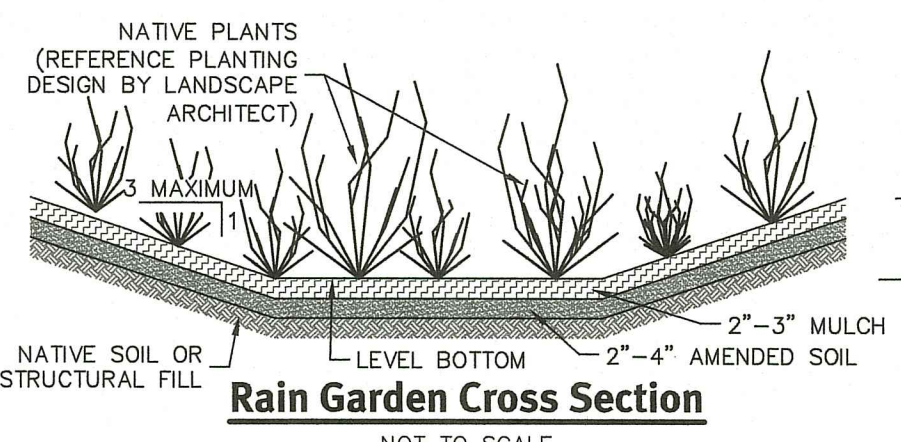 NATIVE PLANTS
(REFERENCE PLANTING
DESIGN BY LANDSCAPE
ARCHITECT)
3 MAXIMUM
1
2"-3" MULCH
2"-4" AMENDED SOIL
LEVEL BOTTOM
NATIVE SOIL OR
STRUCTURAL FILL
Rain Garden Cross Section
NOT TO SCALE